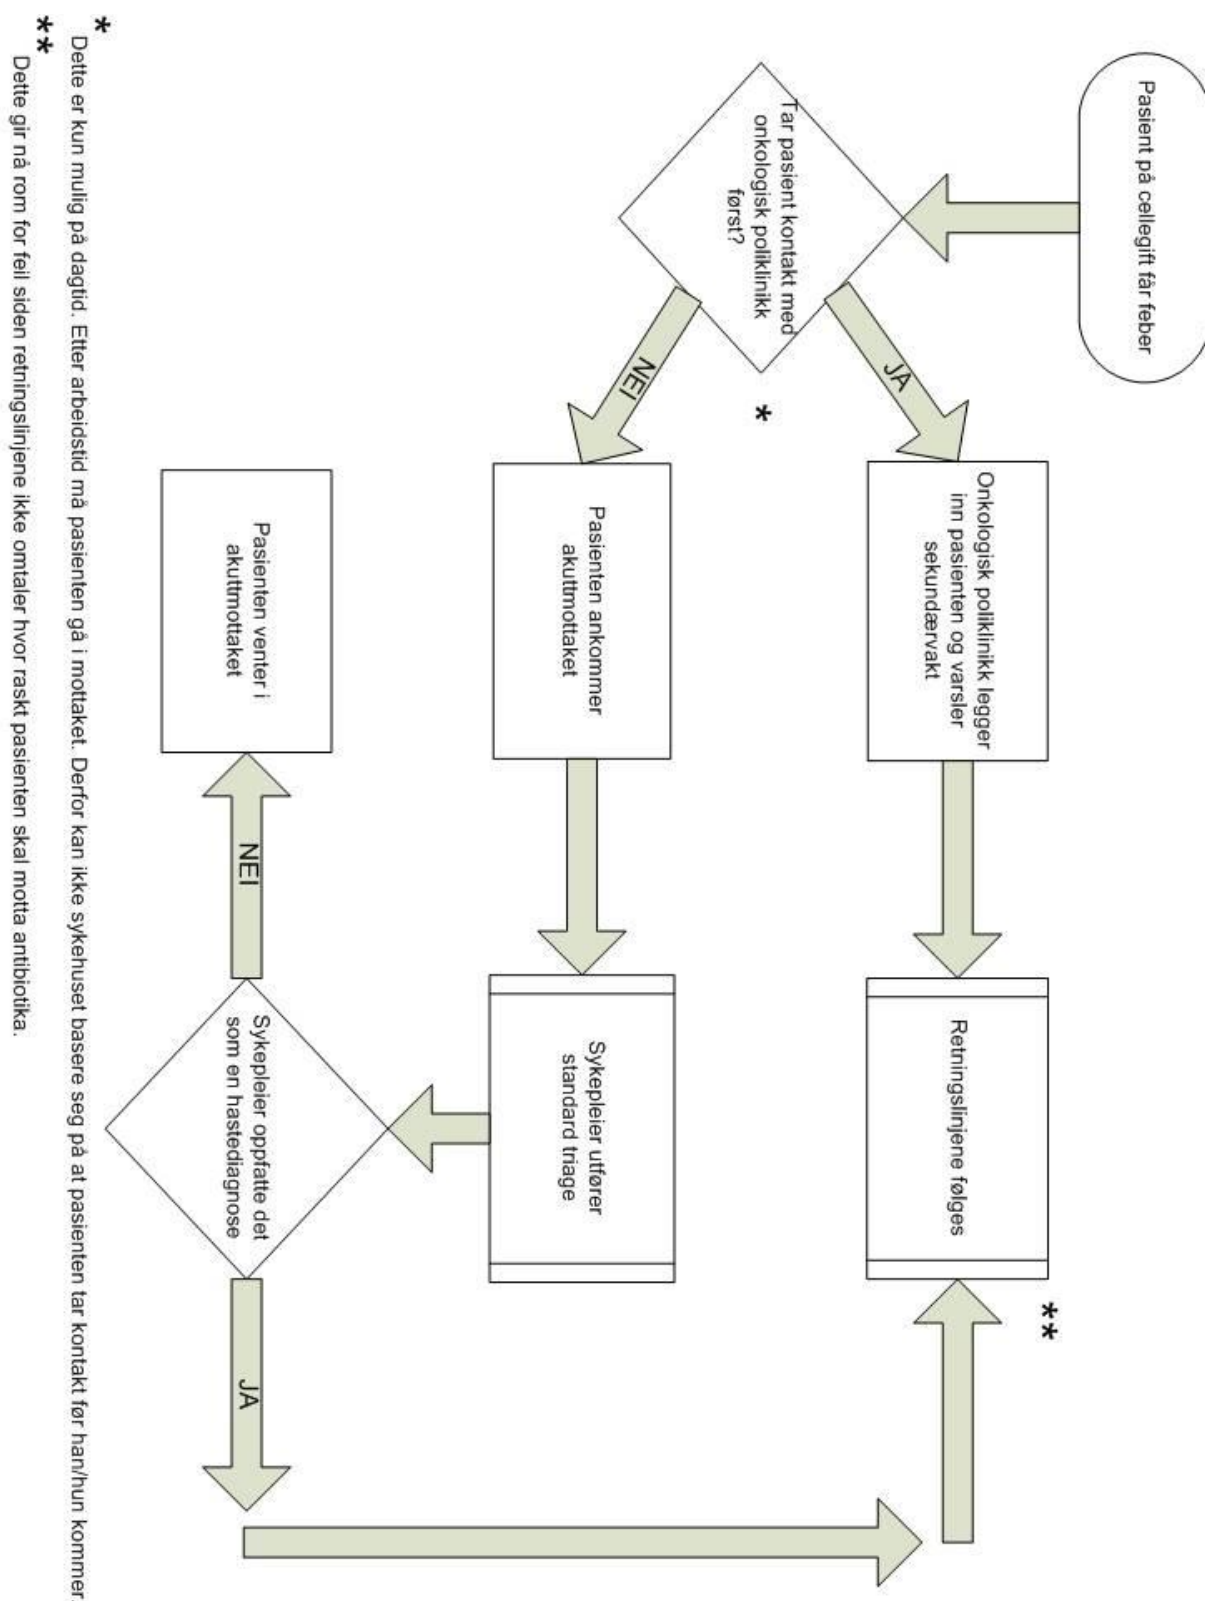 Pasient på cellegift får feber
Tar pasient kontakt med
onkologisk poliklinikk
først?
*
JA
NEI
Onkologisk poliklinikk legger
inn pasienten og varsler
sekundærvakt
Retningslinjene følges
**
Pasienten ankommer
akuttmottaket
Sykepleier utfører
standard triage
Pasienten venter i
akuttmottaket
NEI
Sykepleier oppfatte det
som en hastediagnose
JA
*
Dette er kun mulig på dagtid. Etter arbeidstid må pasienten gå i mottaket. Derfor kan ikke sykehuset basere seg på at pasienten tar kontakt før han/hun kommer.
**
Dette gir nå rom for feil siden retningslinjene ikke omtaler hvor raskt pasienten skal motta antibiotika.